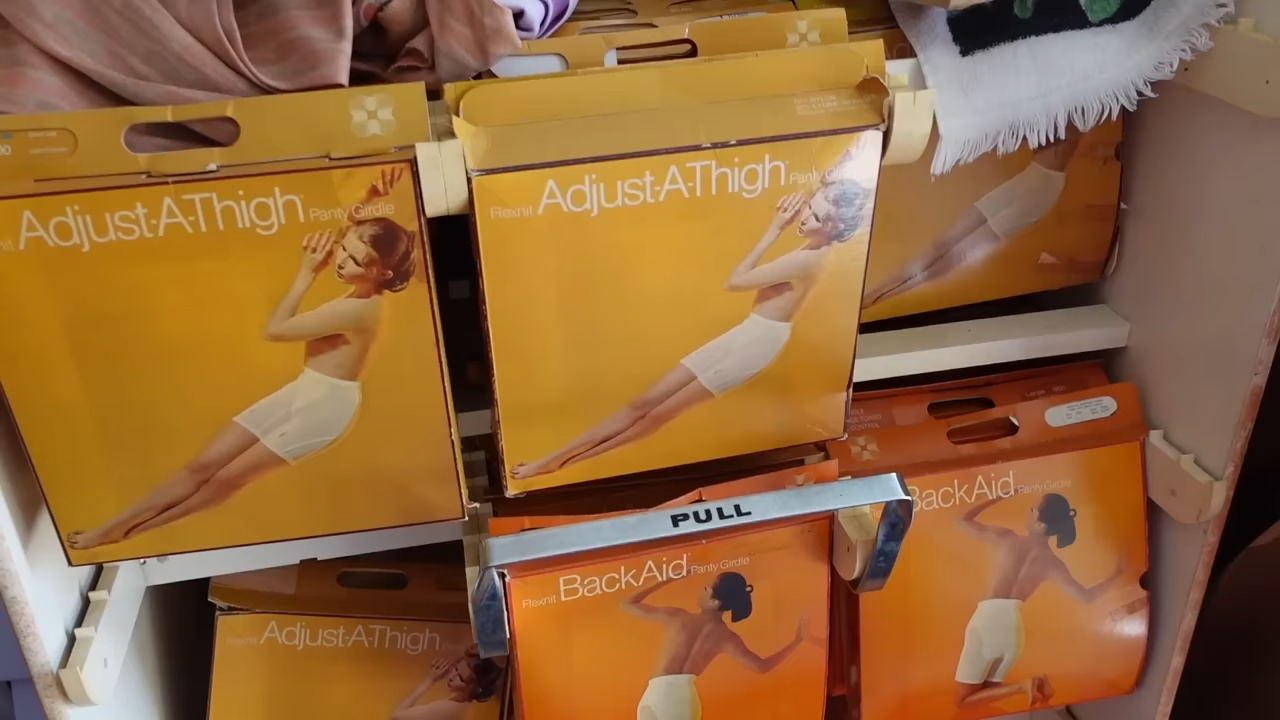 Adjust-A-Thigh Panty Girdle
Flexnit Adjust-A-Thigh Panty Girdle
Flexnit BackAid Panty Girdle
BackAid Panty Girdle
PULL
Flexnit Adjust-A-Thigh